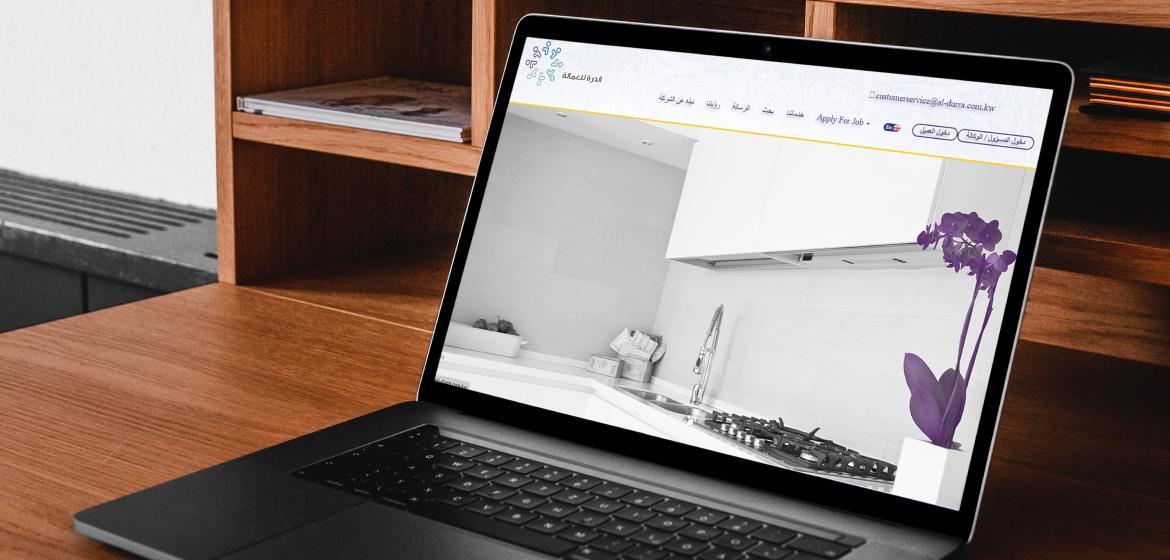 الدرة للعمالة
customerservice@al-durra.com.kw
نبذه عن الشركة
رؤيتنا
الرسالة
بحث
خدماتنا
Apply For Job
En
دخول العميل
دخول المسؤول / الوكالة